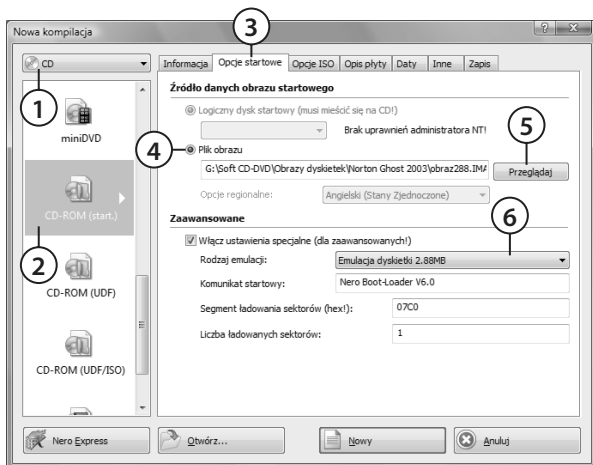 Nowa kompilacja
3
CD
Informacja Opcje startowe Opcje ISO Opis płyty Daty Inne Zapis
1
miniDVD
CD-ROM (start.)
2
CD-ROM (UDF)
CD-ROM (UDF/ISO)
Źródło danych obrazu startowego
Logiczny dysk startowy (musi mieścić się na CD!)
Brak uprawnień administratora NT!
5
4
Plik obrazu
G:\Soft CD-DVD\Obrazy dyskietek\Norton Ghost 2003\obraz288.IMA
Przeglądaj
Opcje regionalne: Angielski (Stany Zjednoczone)
Zaawansowane
6
Włącz ustawienia specjalne (dla zaawansowanych!)
Rodzaj emulacji: Emulacja dyskietki 2.88MB
Komunikat startowy: Nero Boot-Loader V6.0
Segment ładowania sektorów (hex!): 07C0
Liczba ładowanych sektorów: 1
Nero Express Otwórz... Nowy Anuluj